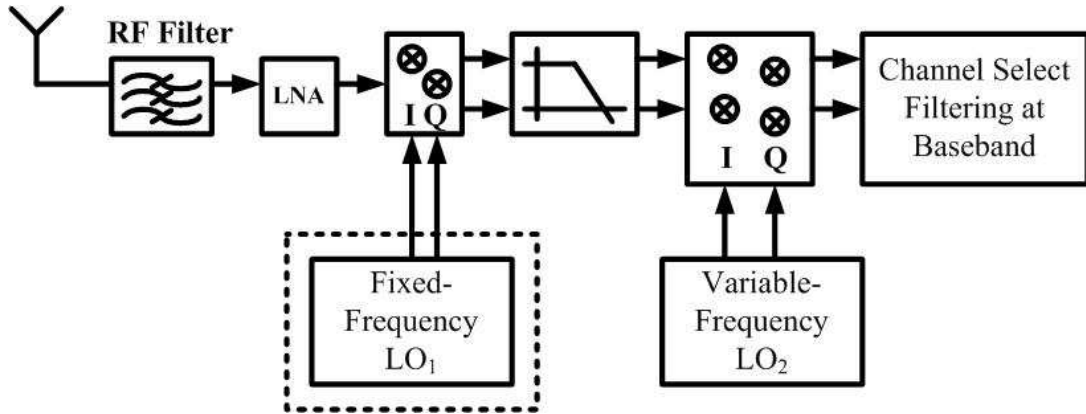 RF Filter
LNA
I Q
I Q
Channel Select
Filtering at
Baseband
Fixed-
Frequency
LO₁
Variable-
Frequency
LO₂